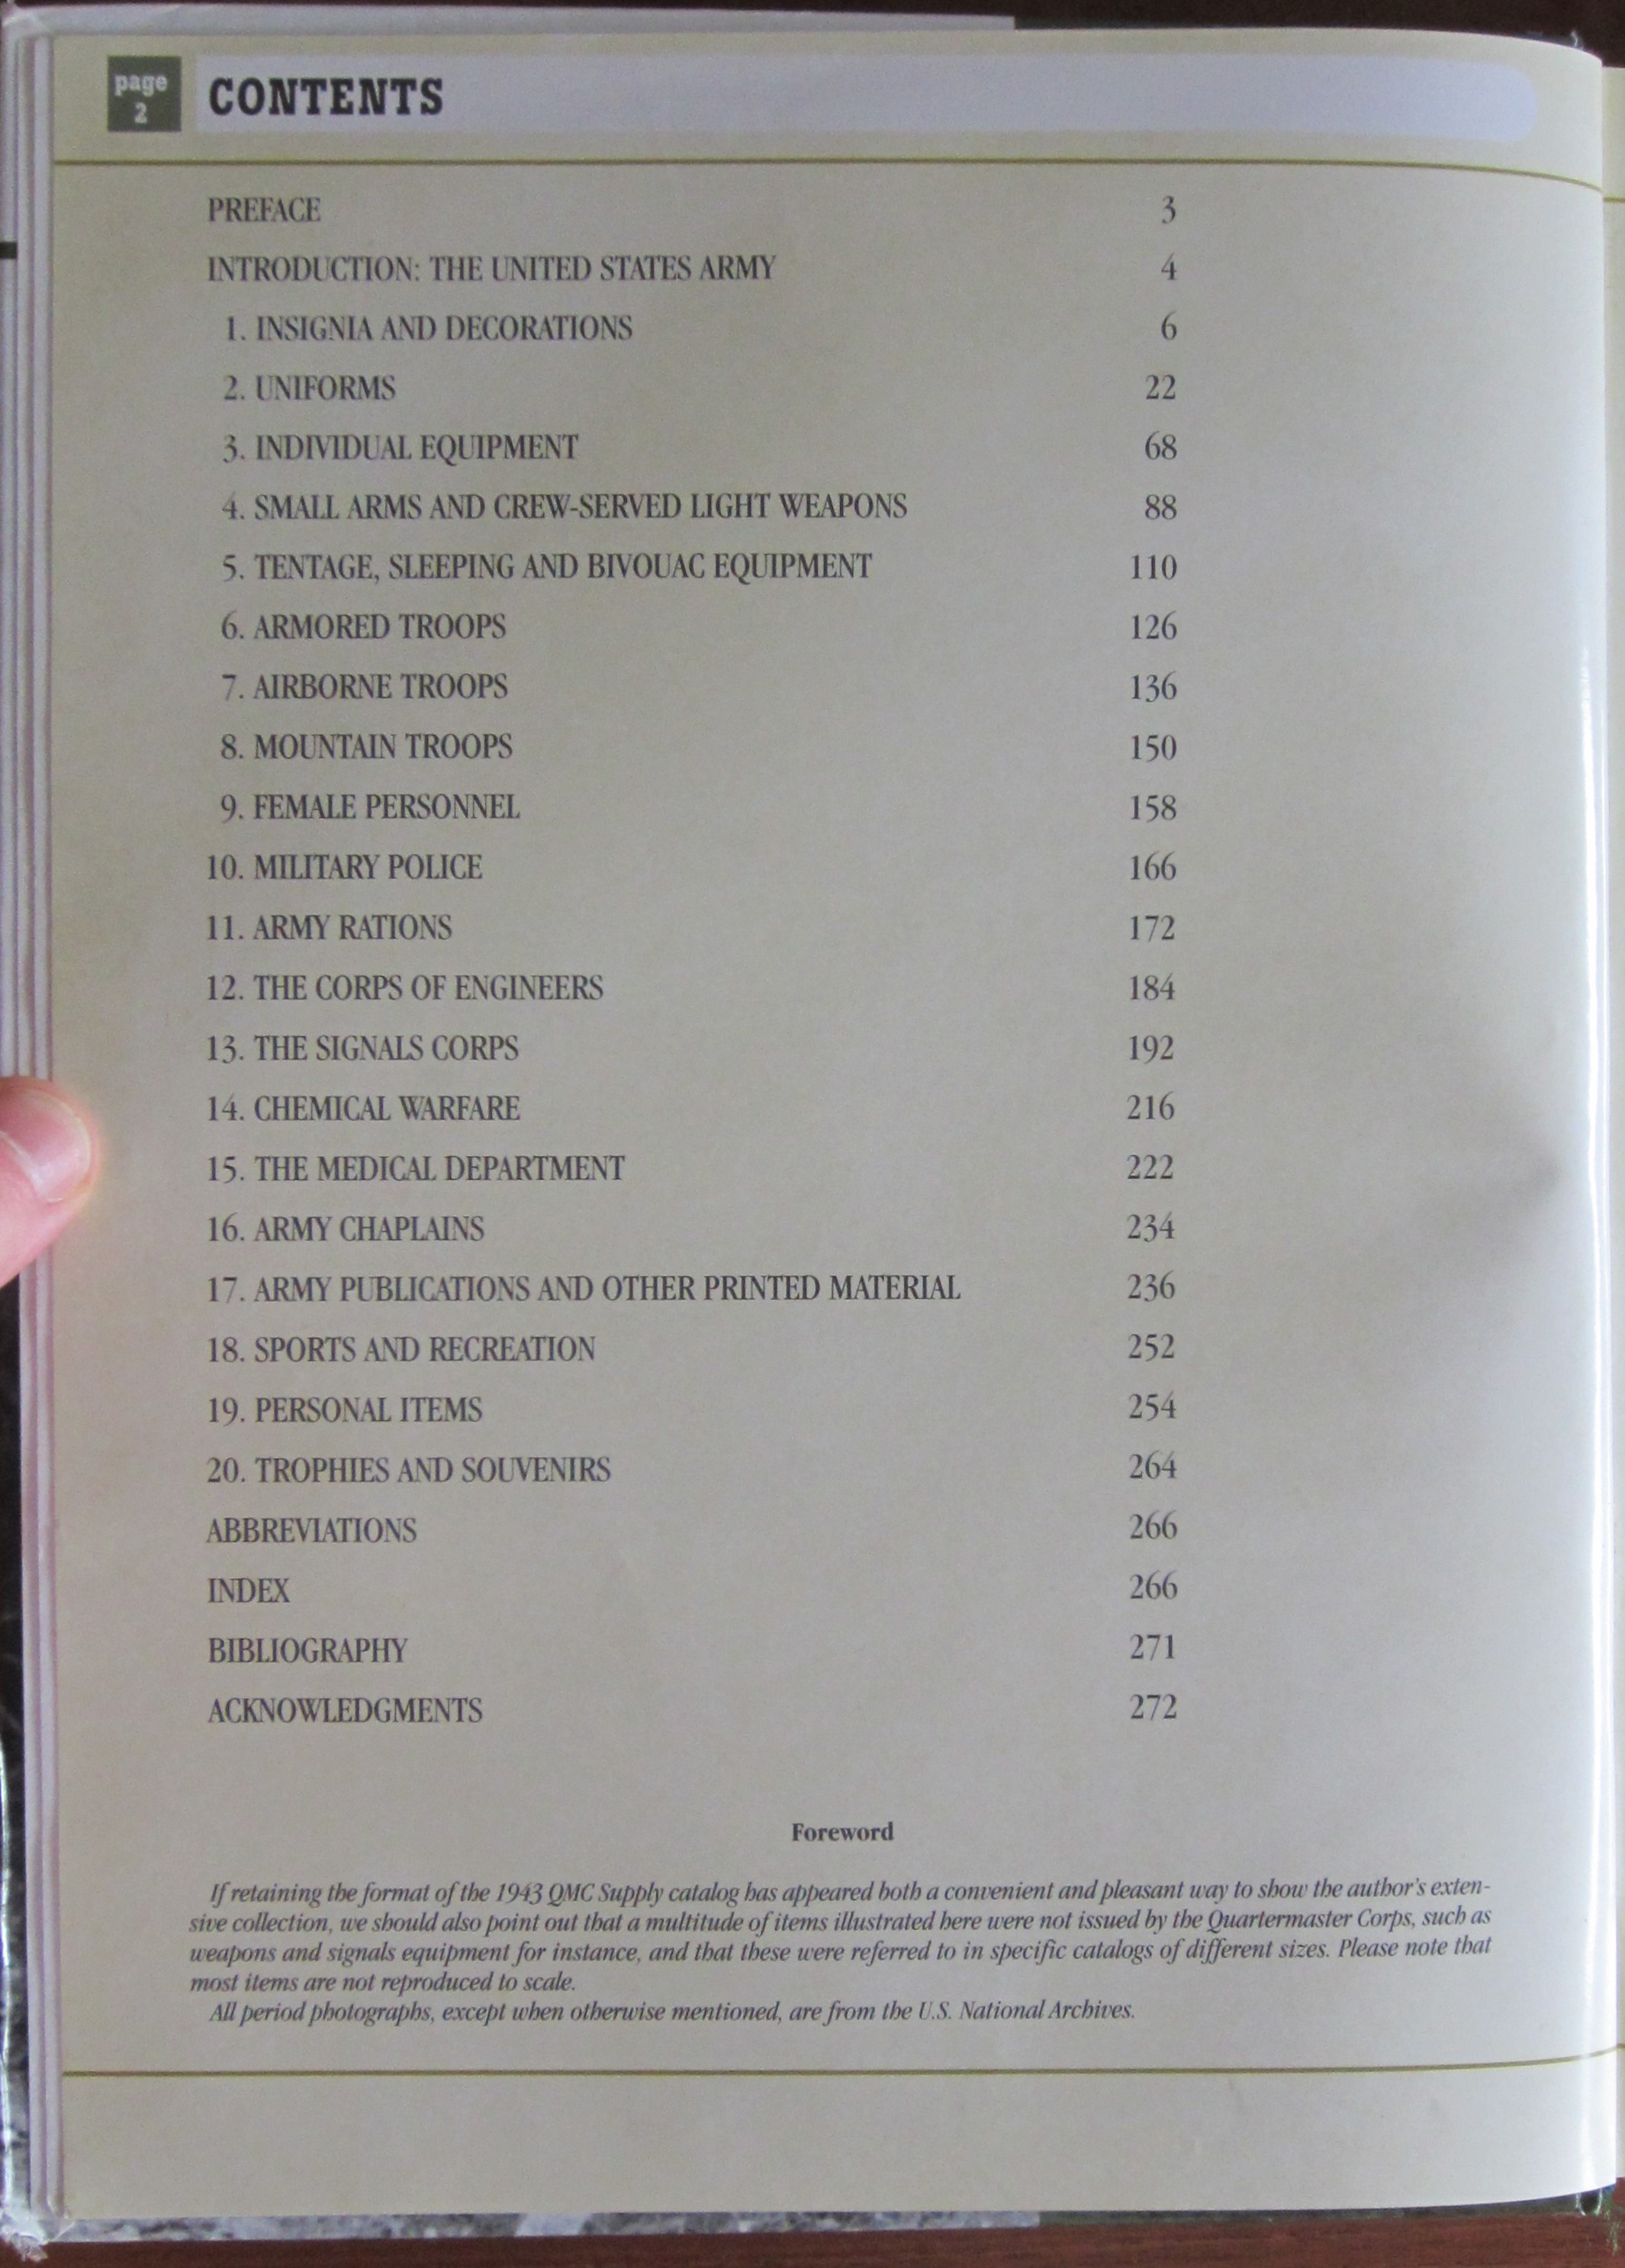 page
2
CONTENTS
PREFACE 3
INTRODUCTION: THE UNITED STATES ARMY 4
1. INSIGNIA AND DECORATIONS 6
2. UNIFORMS 22
3. INDIVIDUAL EQUIPMENT 68
4. SMALL ARMS AND CREW-SERVED LIGHT WEAPONS 88
5. TENTAGE, SLEEPING AND BIVOUAC EQUIPMENT 110
6. ARMORED TROOPS 126
7. AIRBORNE TROOPS 136
8. MOUNTAIN TROOPS 150
9. FEMALE PERSONNEL 158
10. MILITARY POLICE 166
11. ARMY RATIONS 172
12. THE CORPS OF ENGINEERS 184
13. THE SIGNALS CORPS 192
14. CHEMICAL WARFARE 216
15. THE MEDICAL DEPARTMENT 222
16. ARMY CHAPLAINS 234
17. ARMY PUBLICATIONS AND OTHER PRINTED MATERIAL 236
18. SPORTS AND RECREATION 252
19. PERSONAL ITEMS 254
20. TROPHIES AND SOUVENIRS 264
ABBREVIATIONS 266
INDEX 266
BIBLIOGRAPHY 271
ACKNOWLEDGMENTS 272
Foreword
If retaining the format of the 1943 QMC Supply catalog has appeared both a convenient and pleasant way to show the author's exten-
sive collection, we should also point out that a multitude of items illustrated here were not issued by the Quartermaster Corps, such as
weapons and signals equipment for instance, and that these were referred to in specific catalogs of different sizes. Please note that
most items are not reproduced to scale.
All period photographs, except when otherwise mentioned, are from the U.S. National Archives.